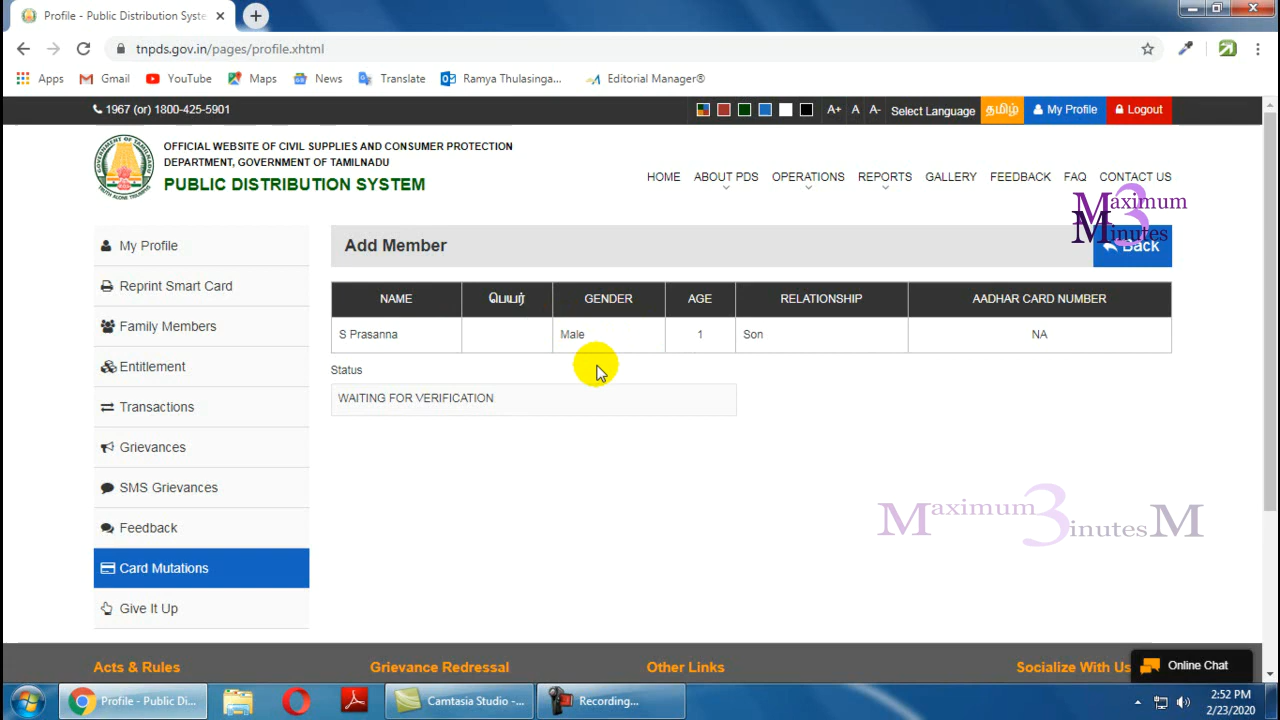 Profile - Public Distribution Syste
tnpds.gov.in/pages/profile.xhtml
Apps Gmail YouTube Maps News Translate Ramya Thulasinga... Editorial Manager®
1967 (or) 1800-425-5901 A+ A A- Select Language தமிழ் My Profile Logout
OFFICIAL WEBSITE OF CIVIL SUPPLIES AND CONSUMER PROTECTION
DEPARTMENT, GOVERNMENT OF TAMILNADU
PUBLIC DISTRIBUTION SYSTEM
HOME ABOUT PDS OPERATIONS REPORTS GALLERY FEEDBACK FAQ CONTACT US
Maximum
3
Minutes
My Profile
Reprint Smart Card
Family Members
Entitlement
Transactions
Grievances
SMS Grievances
Feedback
Card Mutations
Give It Up
Add Member Back
NAME பெயர் GENDER AGE RELATIONSHIP AADHAR CARD NUMBER
S Prasanna Male 1 Son NA
Status
WAITING FOR VERIFICATION
Maximum 3 inutes M
Acts & Rules Grievance Redressal Other Links Socialize With Us
Online Chat
Profile - Public Di... Camtasia Studio -... Recording...
2:52 PM
2/23/2020